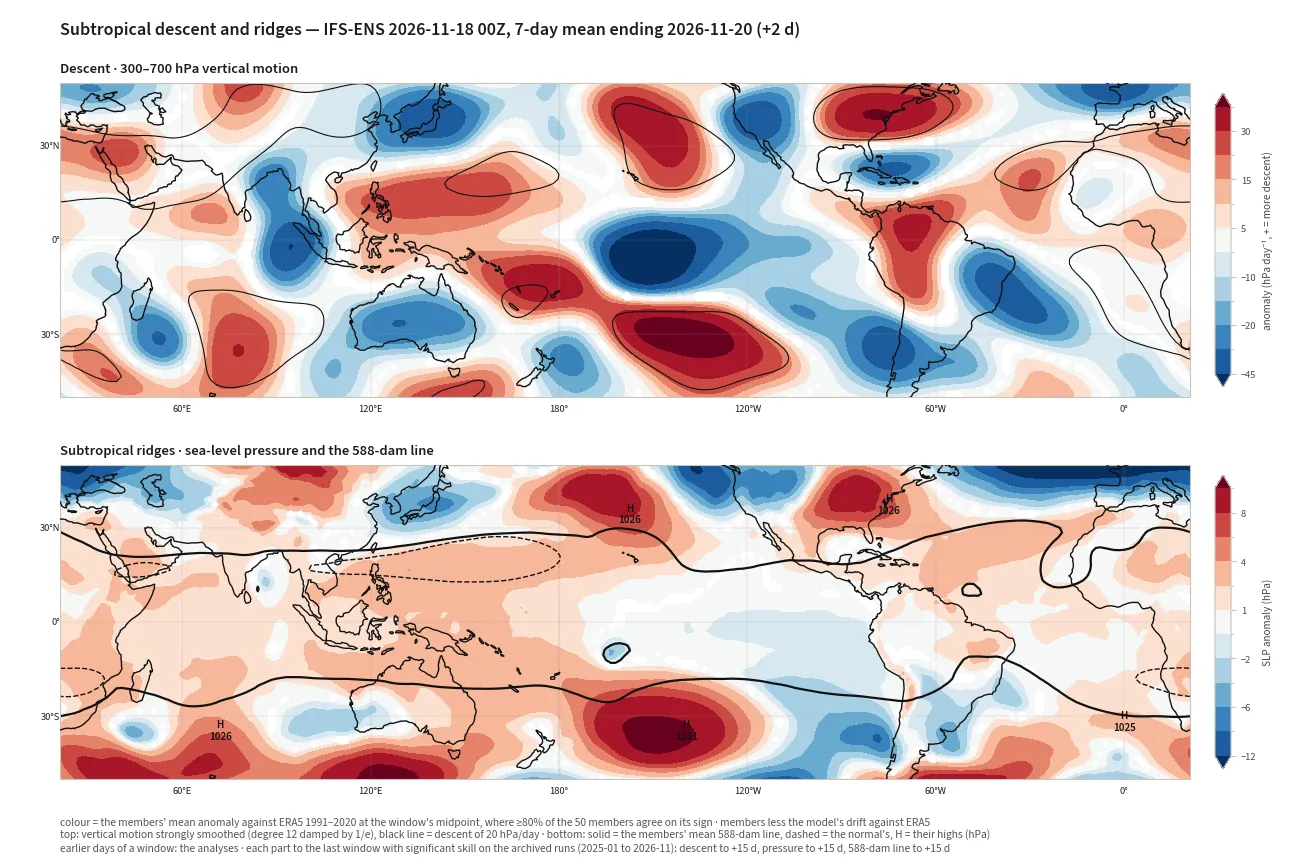 Subtropical descent and ridges — IFS-ENS 2026-11-18 00Z, 7-day mean ending 2026-11-20 (+2 d)
Descent · 300–700 hPa vertical motion
30°N
0°
30°S
60°E
120°E
180°
120°W
60°W
0°
30
15
5
−10
−20
−45
anomaly (hPa day⁻¹, + = more descent)
Subtropical ridges · sea-level pressure and the 588-dam line
H
1026
H
1026
30°N
0°
30°S
H
1026
H
1031
H
1025
60°E
120°E
180°
120°W
60°W
0°
8
4
1
−2
−6
−12
SLP anomaly (hPa)
colour = the members' mean anomaly against ERA5 1991–2020 at the window's midpoint, where ≥80% of the 50 members agree on its sign · members less the model's drift against ERA5
top: vertical motion strongly smoothed (degree 12 damped by 1/e), black line = descent of 20 hPa/day · bottom: solid = the members' mean 588-dam line, dashed = the normal's, H = their highs (hPa)
earlier days of a window: the analyses · each part to the last window with significant skill on the archived runs (2025-01 to 2026-11): descent to +15 d, pressure to +15 d, 588-dam line to +15 d